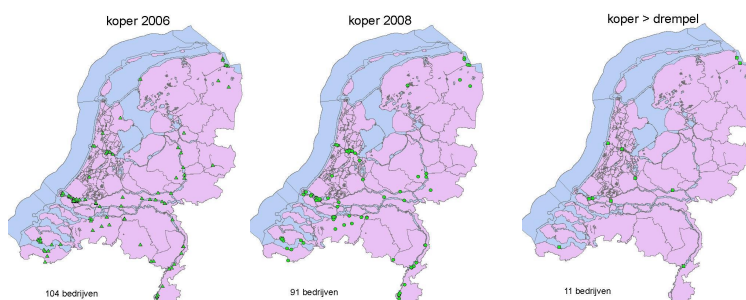 koper 2006
koper 2008
koper > drempel
104 bedrijven
91 bedrijven
11 bedrijven